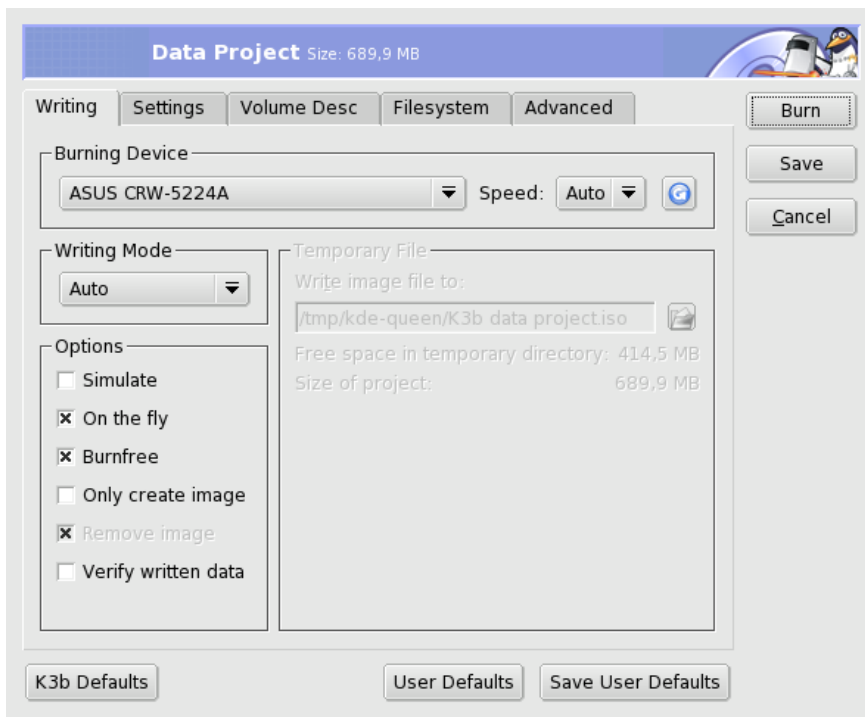 Data Project Size: 689,9 MB
Writing Settings Volume Desc Filesystem Advanced
Burn
Save
Cancel
Burning Device
ASUS CRW-5224A Speed: Auto
Writing Mode
Auto
Temporary File
Write image file to:
/tmp/kde-queen/K3b data project.iso
Free space in temporary directory: 414,5 MB
Size of project: 689,9 MB
Options
Simulate
On the fly
Burnfree
Only create image
Remove image
Verify written data
K3b Defaults User Defaults Save User Defaults